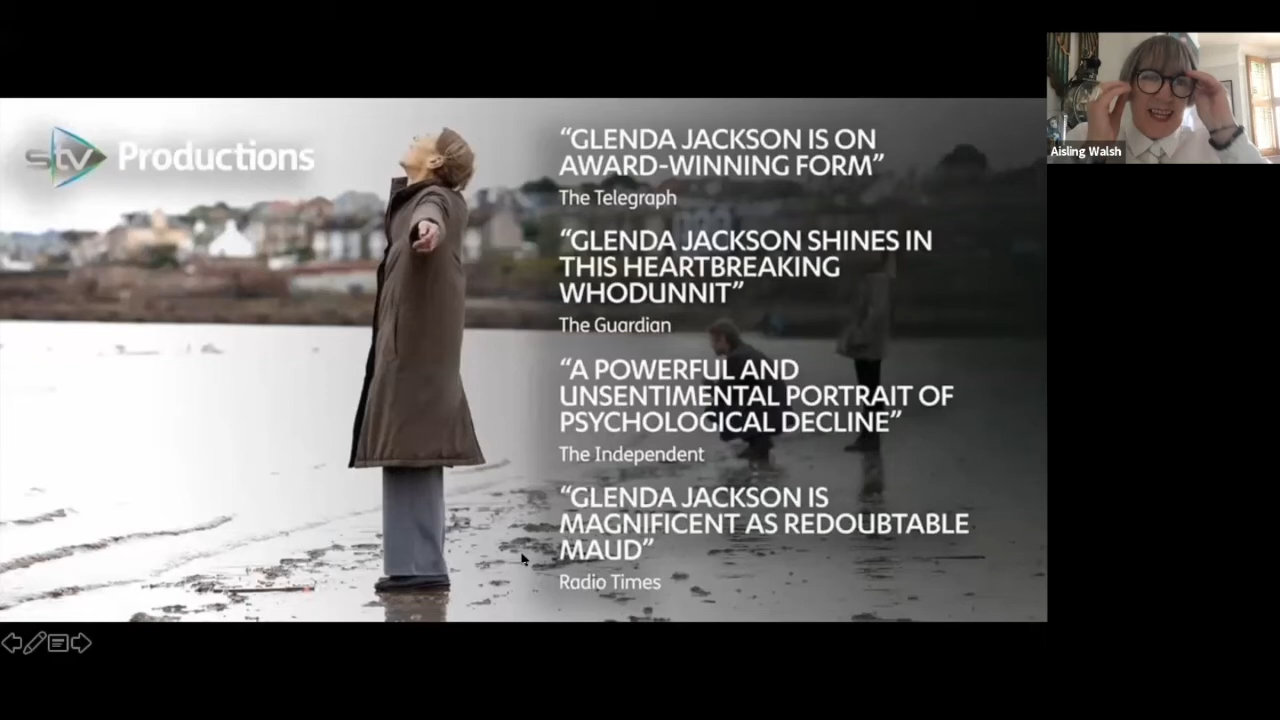 stv Productions
“GLENDA JACKSON IS ON
AWARD-WINNING FORM”
The Telegraph
“GLENDA JACKSON SHINES IN
THIS HEARTBREAKING
WHODUNNIT”
The Guardian
“A POWERFUL AND
UNSENTIMENTAL PORTRAIT OF
PSYCHOLOGICAL DECLINE”
The Independent
“GLENDA JACKSON IS
MAGNIFICENT AS REDOUBTABLE
MAUD”
Radio Times
Aisling Walsh